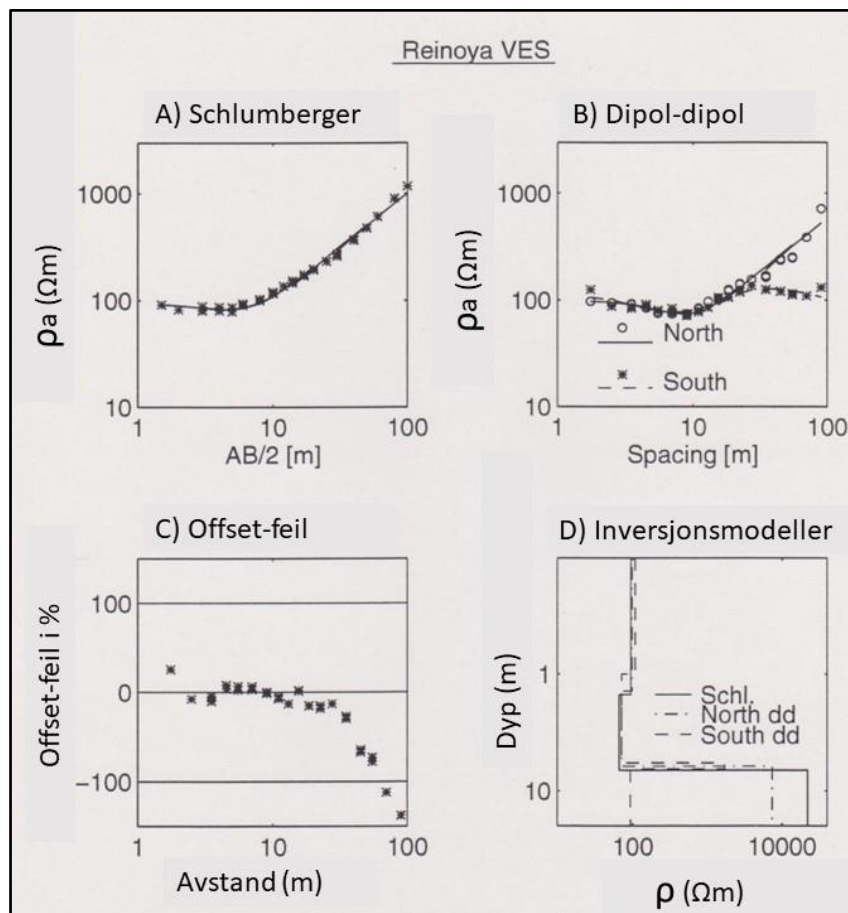 Reinoya VES
A) Schlumberger
B) Dipol-dipol
ρa (Ωm)
1000
100
10
1
10
100
AB/2 [m]
ρa (Ωm)
1000
100
10
North
South
1
10
100
Spacing [m]
C) Offset-feil
D) Inversjonsmodeller
Offset-feil i %
100
0
−100
1
10
100
Avstand (m)
Dyp (m)
1
10
Schl.
North dd
South dd
100
10000
ρ (Ωm)